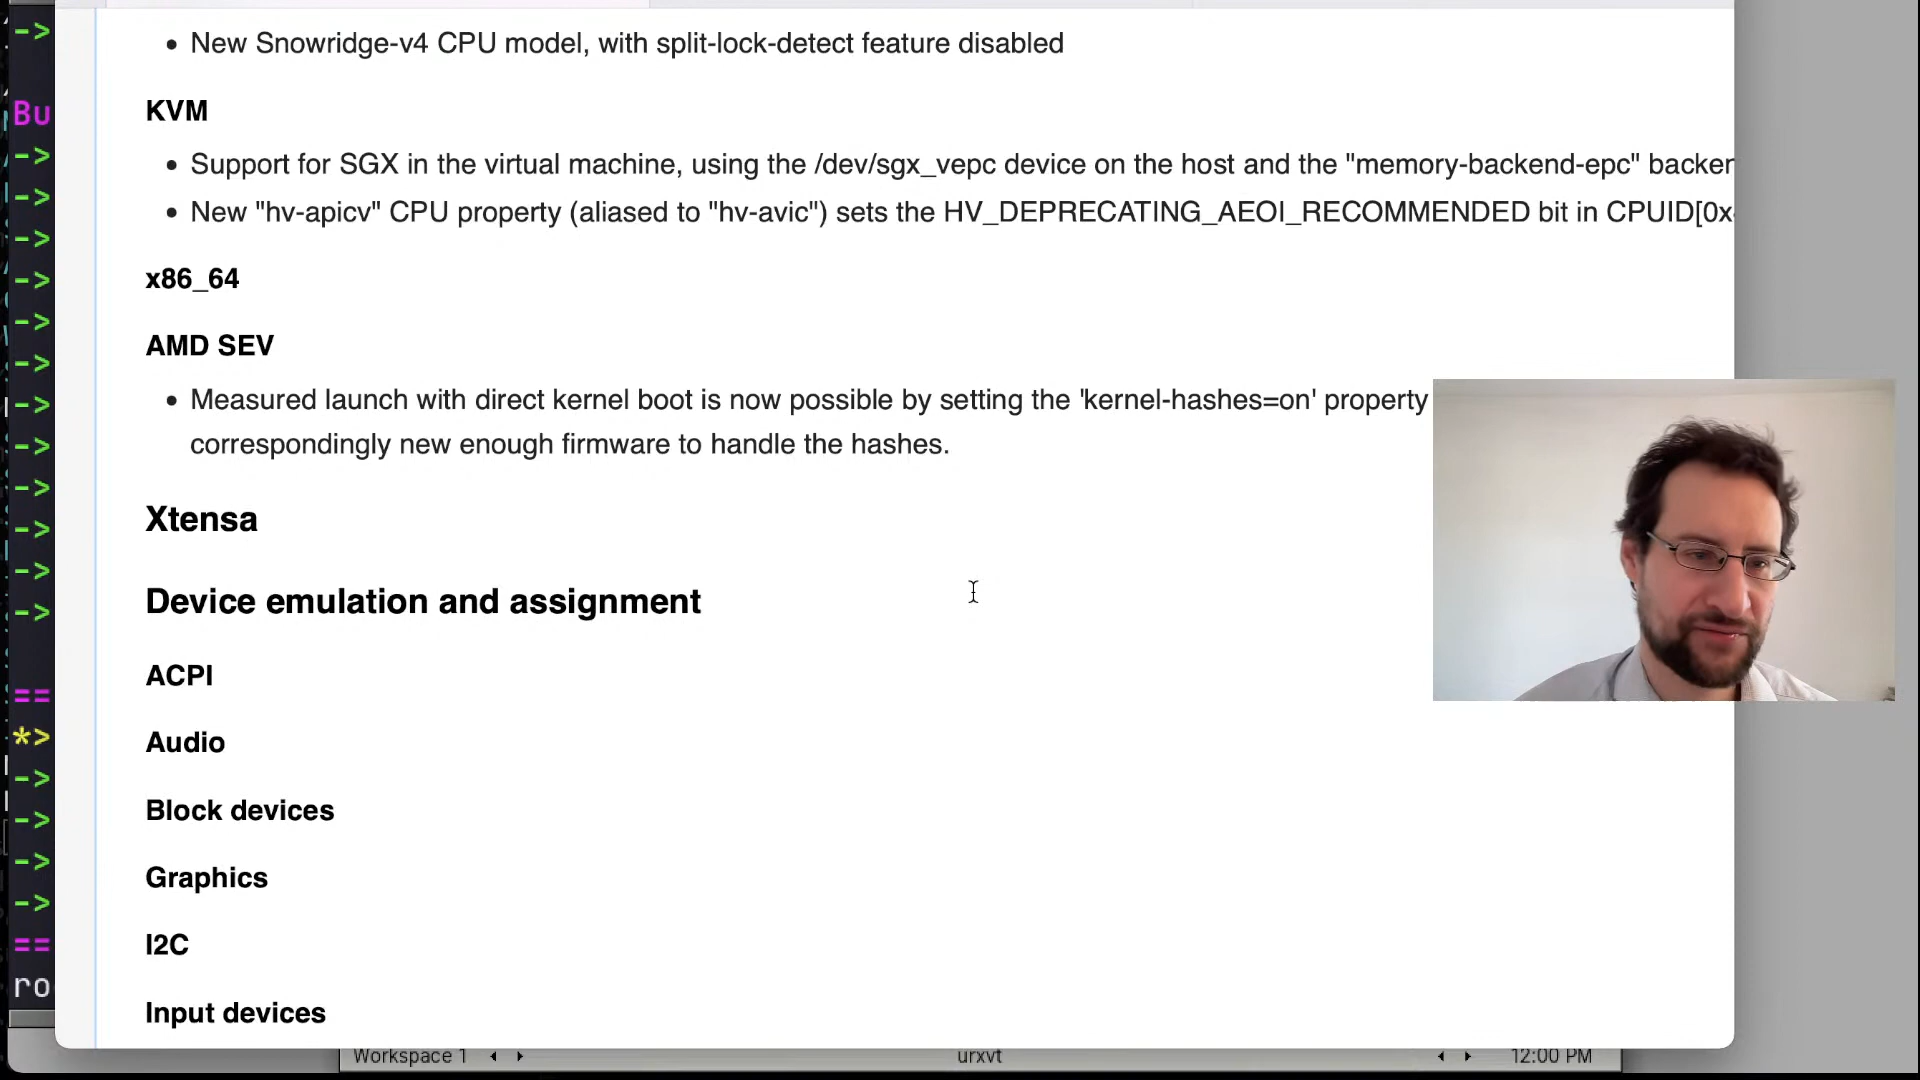 ->
New Snowridge-v4 CPU model, with split-lock-detect feature disabled
Bu
KVM
->
Support for SGX in the virtual machine, using the /dev/sgx_vepc device on the host and the "memory-backend-epc" backen
->
New "hv-apicv" CPU property (aliased to "hv-avic") sets the HV_DEPRECATING_AEOI_RECOMMENDED bit in CPUID[0x
->
x86_64
->
->
AMD SEV
->
Measured launch with direct kernel boot is now possible by setting the 'kernel-hashes=on' property
->
correspondingly new enough firmware to handle the hashes.
->
->
Xtensa
->
->
Device emulation and assignment
->
ACPI
==
*>
Audio
->
Block devices
->
->
Graphics
->
I2C
==
ro
Input devices
Workspace 1
urxvt
12:00 PM